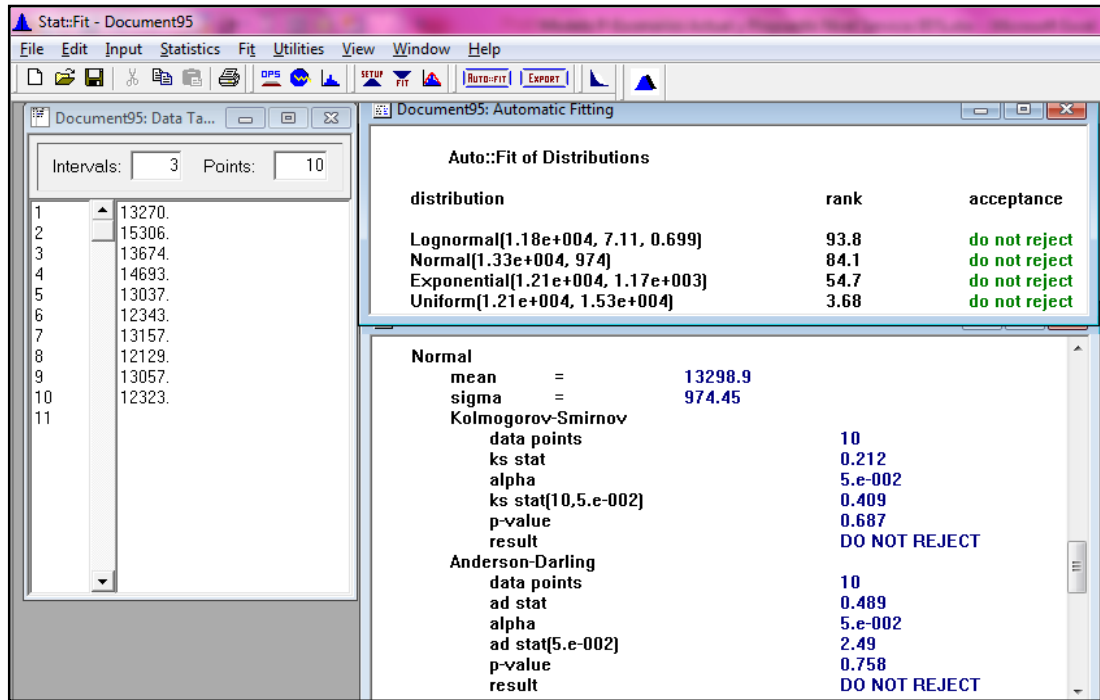 Stat::Fit - Document95
File Edit Input Statistics Fit Utilities View Window Help
OPS SETUP FIT AUTO::FIT EXPORT
Document95: Data Ta...
Intervals: 3 Points: 10
1 13270.
2 15306.
3 13674.
4 14693.
5 13037.
6 12343.
7 13157.
8 12129.
9 13057.
10 12323.
11
Document95: Automatic Fitting
Auto::Fit of Distributions
distribution rank acceptance
Lognormal(1.18e+004, 7.11, 0.699) 93.8 do not reject
Normal(1.33e+004, 974) 84.1 do not reject
Exponential(1.21e+004, 1.17e+003) 54.7 do not reject
Uniform(1.21e+004, 1.53e+004) 3.68 do not reject
Normal
mean = 13298.9
sigma = 974.45
Kolmogorov-Smirnov
data points 10
ks stat 0.212
alpha 5.e-002
ks stat(10,5.e-002) 0.409
p-value 0.687
result DO NOT REJECT
Anderson-Darling
data points 10
ad stat 0.489
alpha 5.e-002
ad stat(5.e-002) 2.49
p-value 0.758
result DO NOT REJECT